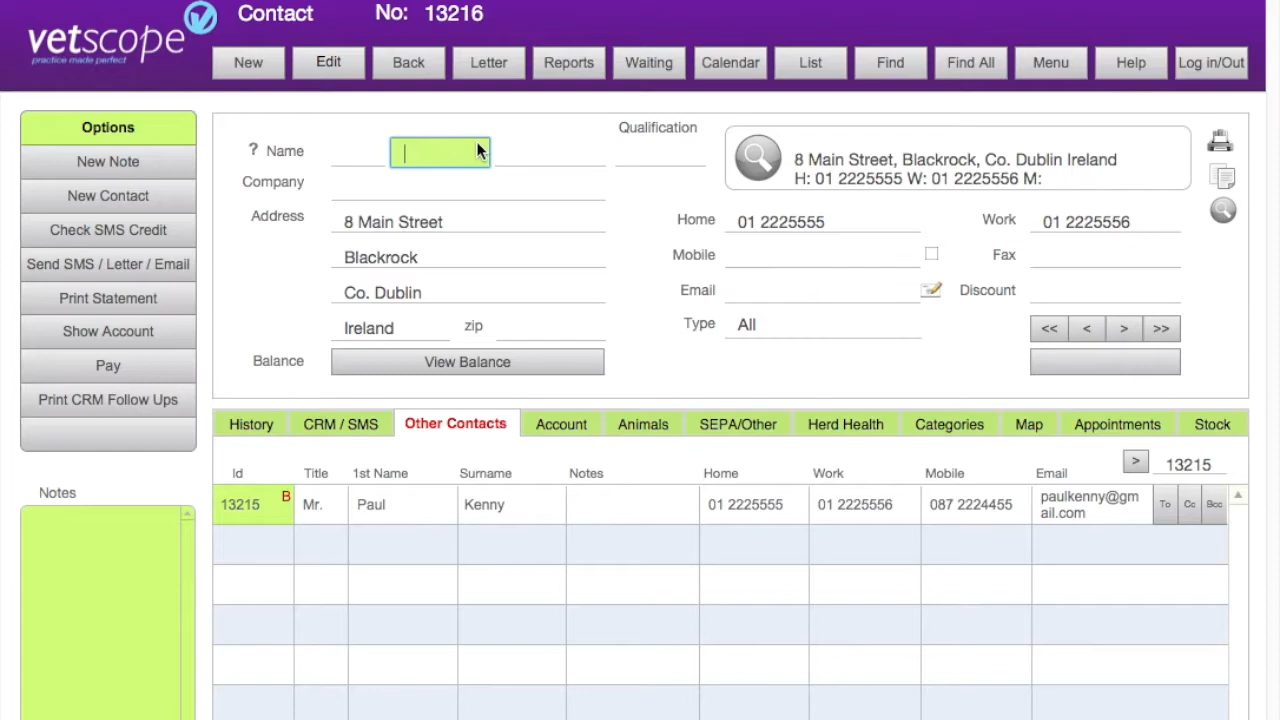 Contact No: 13216
vetscope
practice made perfect
New Edit Back Letter Reports Waiting Calendar List Find Find All Menu Help Log in/Out
Options
New Note
New Contact
Check SMS Credit
Send SMS / Letter / Email
Print Statement
Show Account
Pay
Print CRM Follow Ups
Notes
? Name
Qualification
Company
Address 8 Main Street
Blackrock
Co. Dublin
Ireland zip
Balance View Balance
8 Main Street, Blackrock, Co. Dublin Ireland
H: 01 2225555 W: 01 2225556 M:
Home 01 2225555 Work 01 2225556
Mobile Fax
Email Discount
Type All
<< < > >>
History CRM / SMS Other Contacts Account Animals SEPA/Other Herd Health Categories Map Appointments Stock
> 13215
Id Title 1st Name Surname Notes Home Work Mobile Email
13215 B Mr. Paul Kenny 01 2225555 01 2225556 087 2224455 paulkenny@gm
ail.com To Cc Bcc